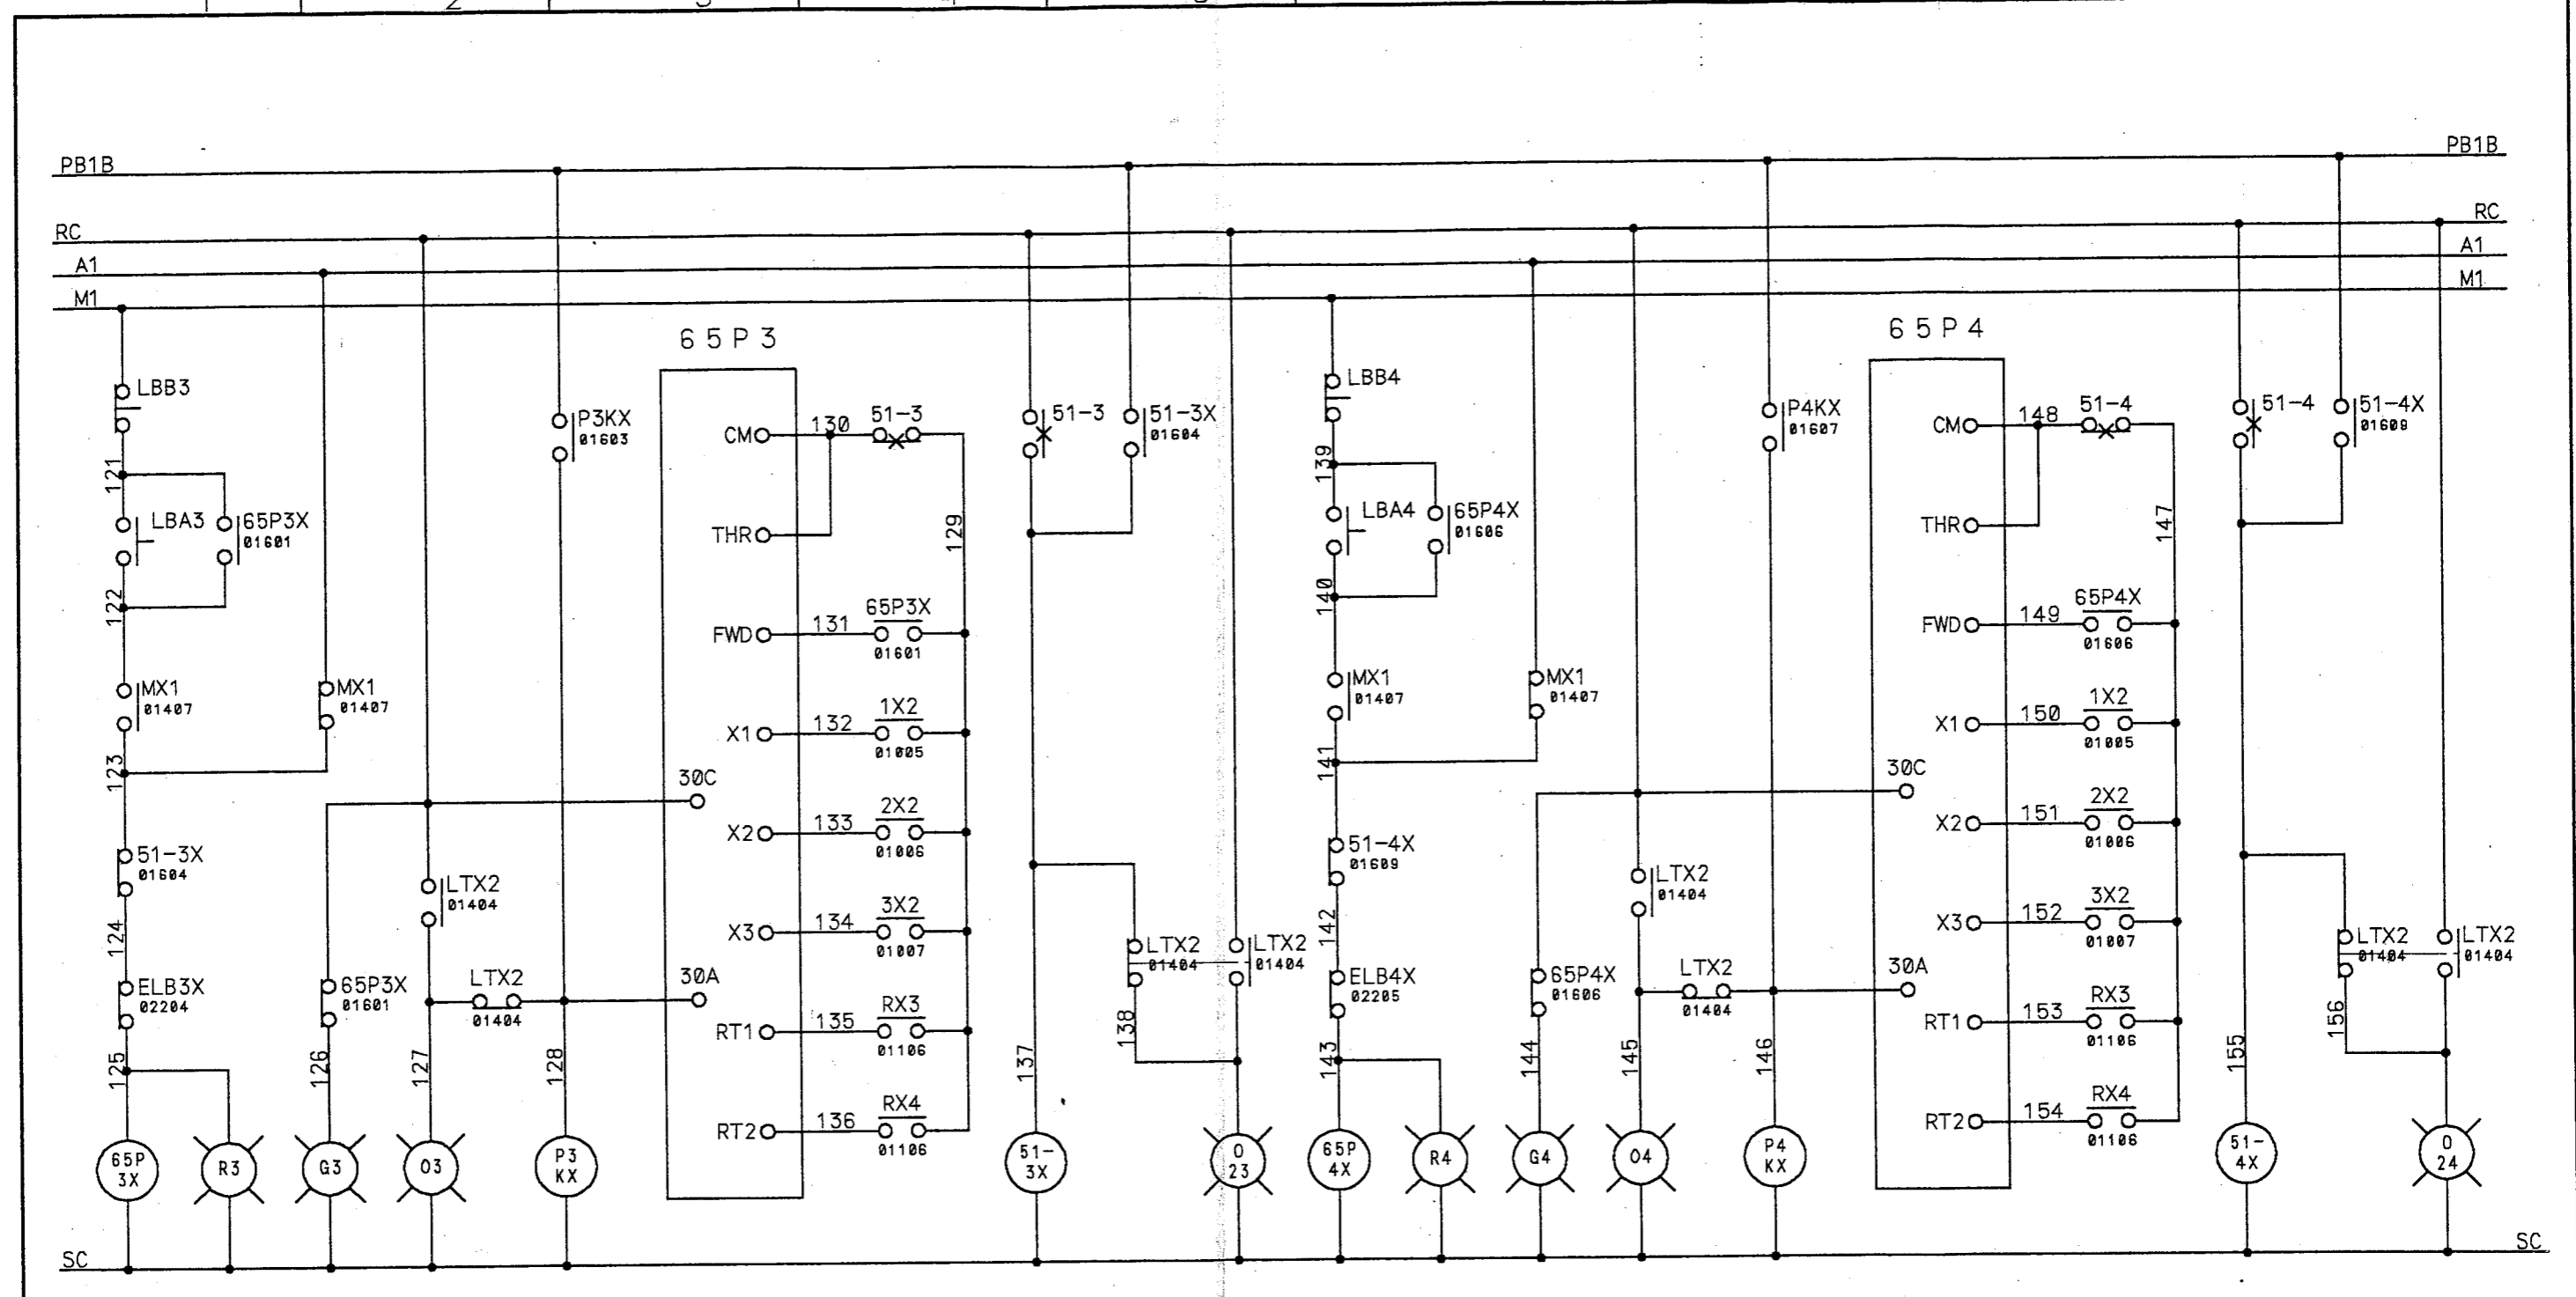 PB1B
PB1B
RC
RC
A1
A1
M1
M1
65P3
65P4
LBB3
P3KX
01603
CM
130
51-3
51-3
51-3X
01604
LBB4
P4KX
01607
CM
148
51-4
51-4
51-4X
01609
121
139
LBA3
65P3X
01601
THR
129
LBA4
65P4X
01606
THR
147
122
140
FWD
131
65P3X
01601
FWD
149
65P4X
01606
MX1
01407
MX1
01407
X1
132
1X2
01005
MX1
01407
MX1
01407
X1
150
1X2
01005
123
141
30C
30C
X2
133
2X2
01006
X2
151
2X2
01006
51-3X
01604
LTX2
01404
51-4X
01609
LTX2
01404
124
142
X3
134
3X2
01007
LTX2
01404
LTX2
01404
X3
152
3X2
01007
LTX2
01404
LTX2
01404
ELB3X
02204
65P3X
01601
LTX2
01404
30A
ELB4X
02205
65P4X
01606
LTX2
01404
30A
RT1
135
RX3
01106
RT1
153
RX3
01106
125
126
127
128
137
138
143
144
145
146
155
156
RT2
136
RX4
01106
RT2
154
RX4
01106
65P
3X
R3
G3
O3
P3
KX
51-
3X
O
23
65P
4X
R4
G4
O4
P4
KX
51-
4X
O
24
SC
SC